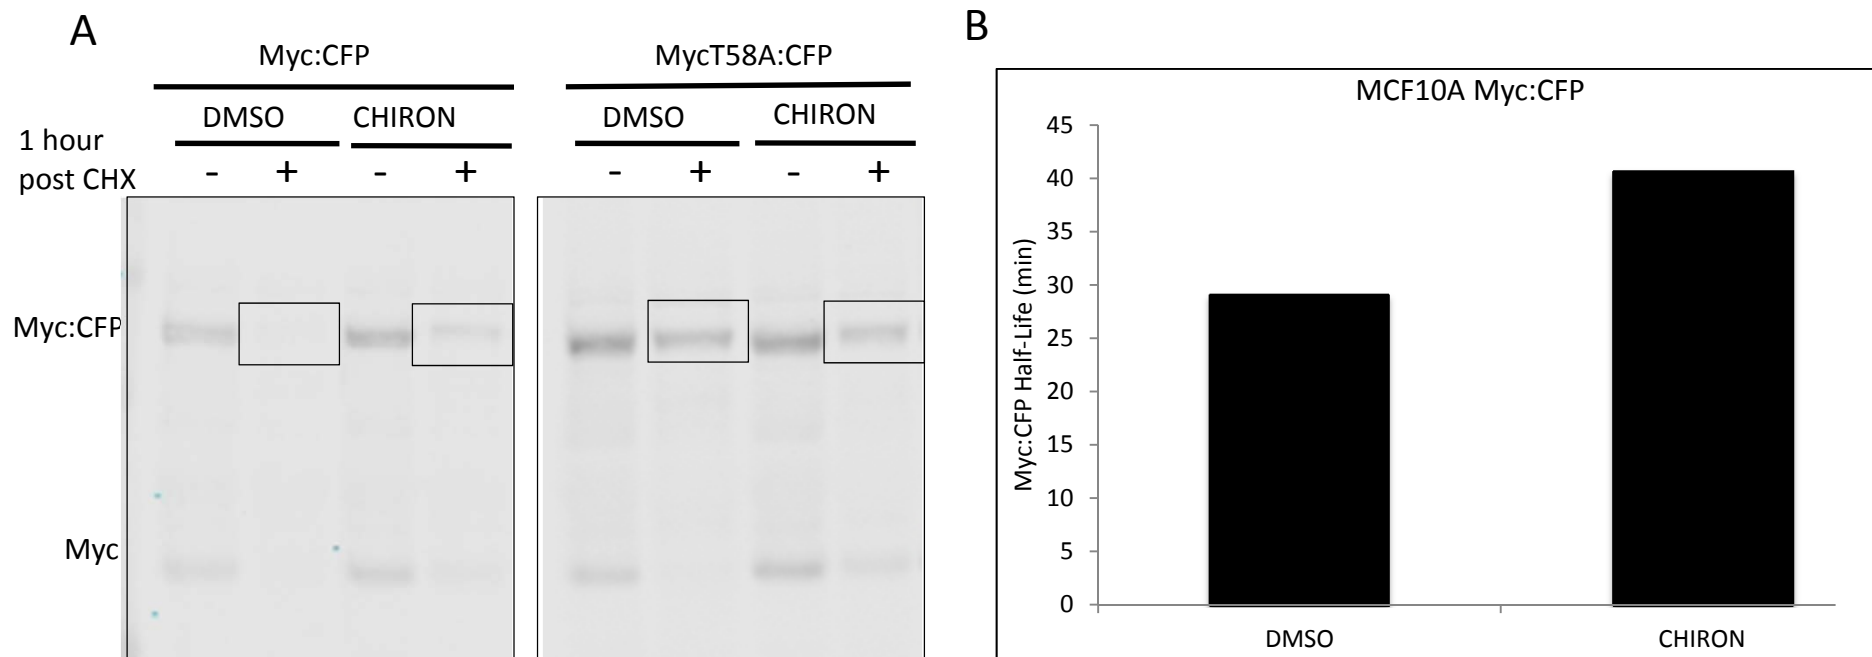 A
Myc:CFP
MycT58A:CFP
DMSO
CHIRON
DMSO
CHIRON
1 hour
post CHX
-
+
-
+
-
+
-
+
Myc:CFP
Myc
B
MCF10A Myc:CFP
Myc:CFP Half-Life (min)
45
40
35
30
25
20
15
10
5
0
DMSO
CHIRON